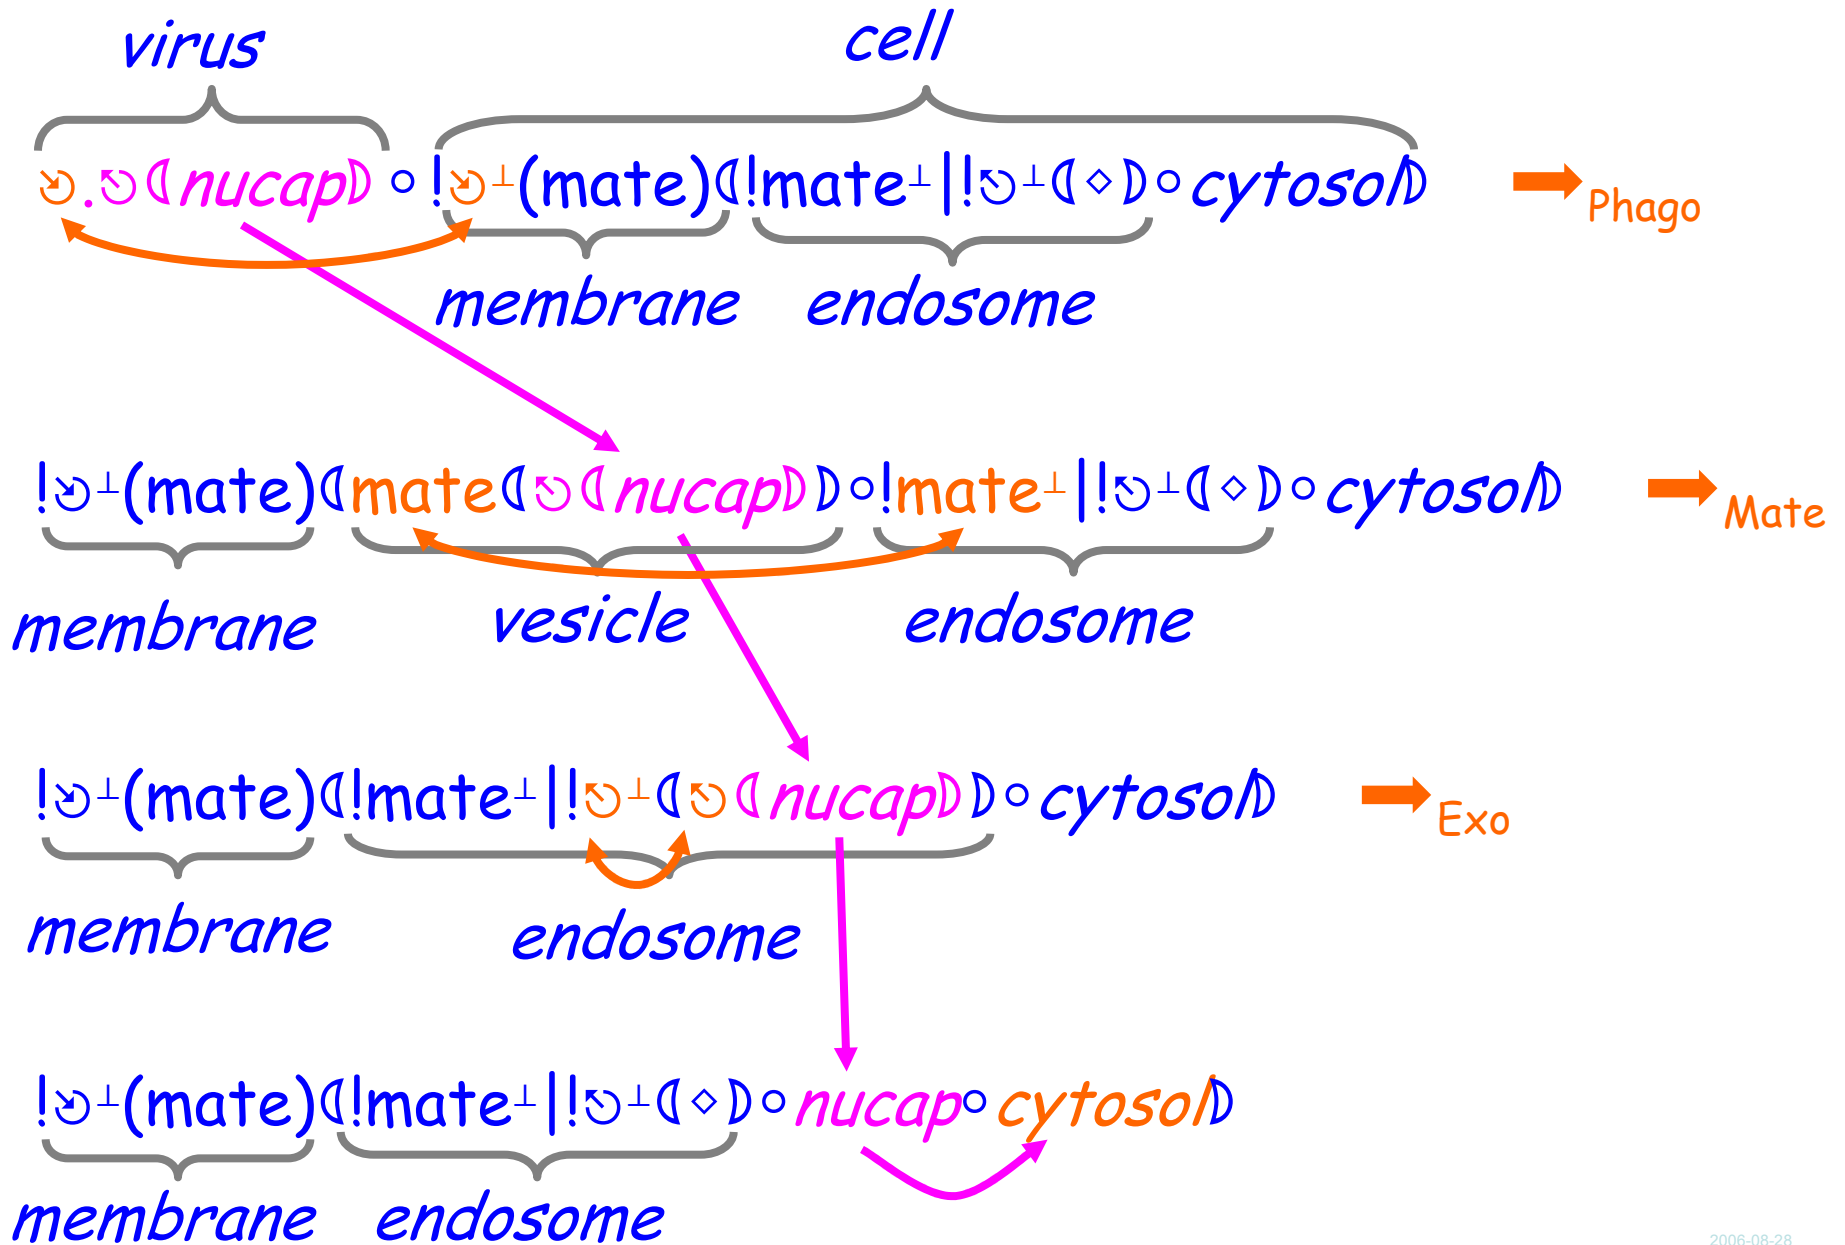 virus cell
⎋.⎋⦅nucap⦆ ∘ !⎋⊥(mate)⦅!mate⊥|!⎋⊥⦅⋄⦆∘cytosol⦆ ➡ Phago
membrane endosome
!⎋⊥(mate)⦅mate⦅⎋⦅nucap⦆⦆∘!mate⊥|!⎋⊥⦅⋄⦆∘cytosol⦆ ➡ Mate
membrane vesicle endosome
!⎋⊥(mate)⦅!mate⊥|!⎋⊥⦅⎋⦅nucap⦆⦆∘cytosol⦆ ➡ Exo
membrane endosome
!⎋⊥(mate)⦅!mate⊥|!⎋⊥⦅⋄⦆∘nucap∘cytosol⦆
membrane endosome
2006-08-28